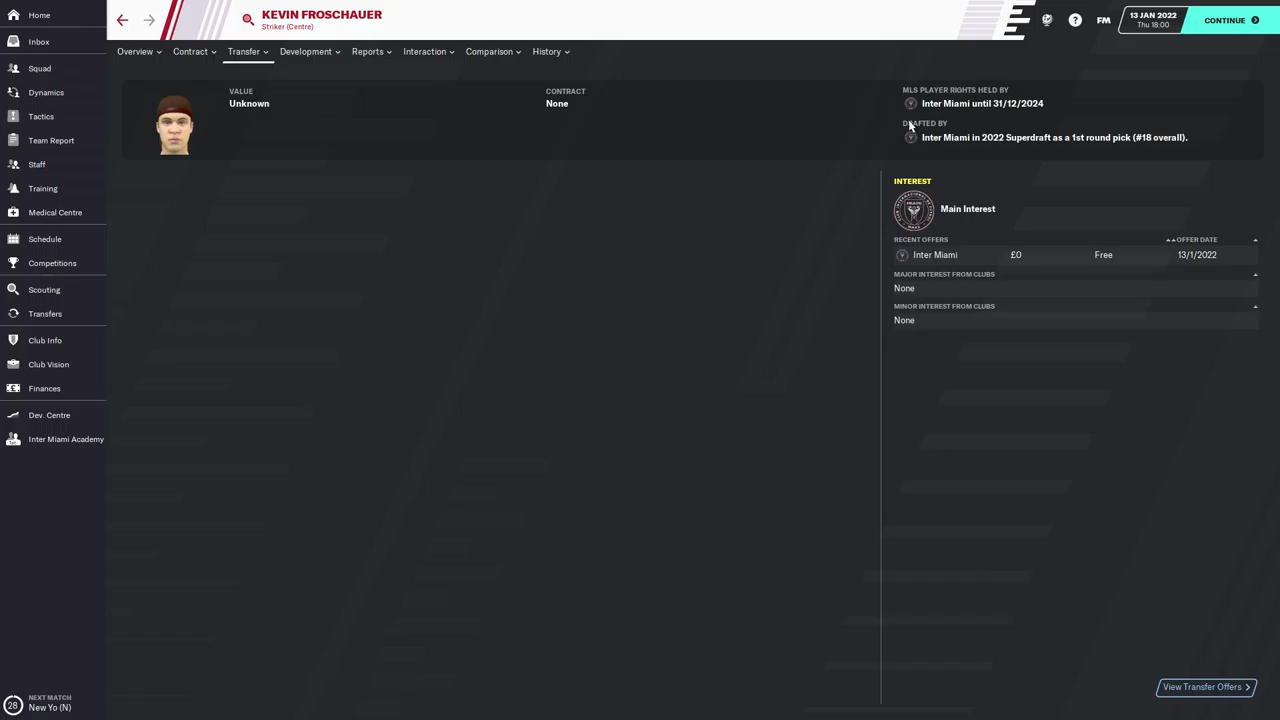 Home
KEVIN FROSCHAUER
Striker (Centre)
?
FM
13 JAN 2022
Thu 18:00
CONTINUE
Inbox
Squad
Dynamics
Tactics
Team Report
Staff
Training
Medical Centre
Schedule
Competitions
Scouting
Transfers
Club Info
Club Vision
Finances
Dev. Centre
Inter Miami Academy
28
NEXT MATCH
New Yo (N)
Overview
Contract
Transfer
Development
Reports
Interaction
Comparison
History
VALUE
Unknown
CONTRACT
None
MLS PLAYER RIGHTS HELD BY
Inter Miami until 31/12/2024
DRAFTED BY
Inter Miami in 2022 Superdraft as a 1st round pick (#18 overall).
INTEREST
Main Interest
RECENT OFFERS OFFER DATE
Inter Miami £0 Free 13/1/2022
MAJOR INTEREST FROM CLUBS
None
MINOR INTEREST FROM CLUBS
None
View Transfer Offers